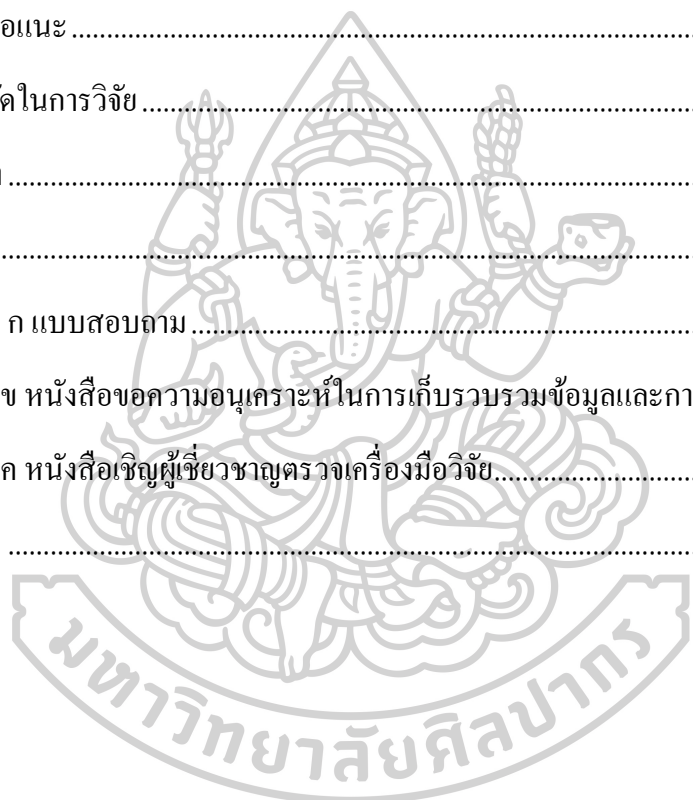 อแนะ ........................................................................................
ัดในการวิจัย ..............................................................................
................................................................................................
................................................................................................
ก แบบสอบถาม .......................................................................
ข หนังสือขอความอนุเคราะห์ในการเก็บรวบรวมข้อมูลและกา
ค หนังสือเชิญผู้เชี่ยวชาญตรวจเครื่องมือวิจัย............................
................................................................................................
มหาวิทยาลัยศิลปากร